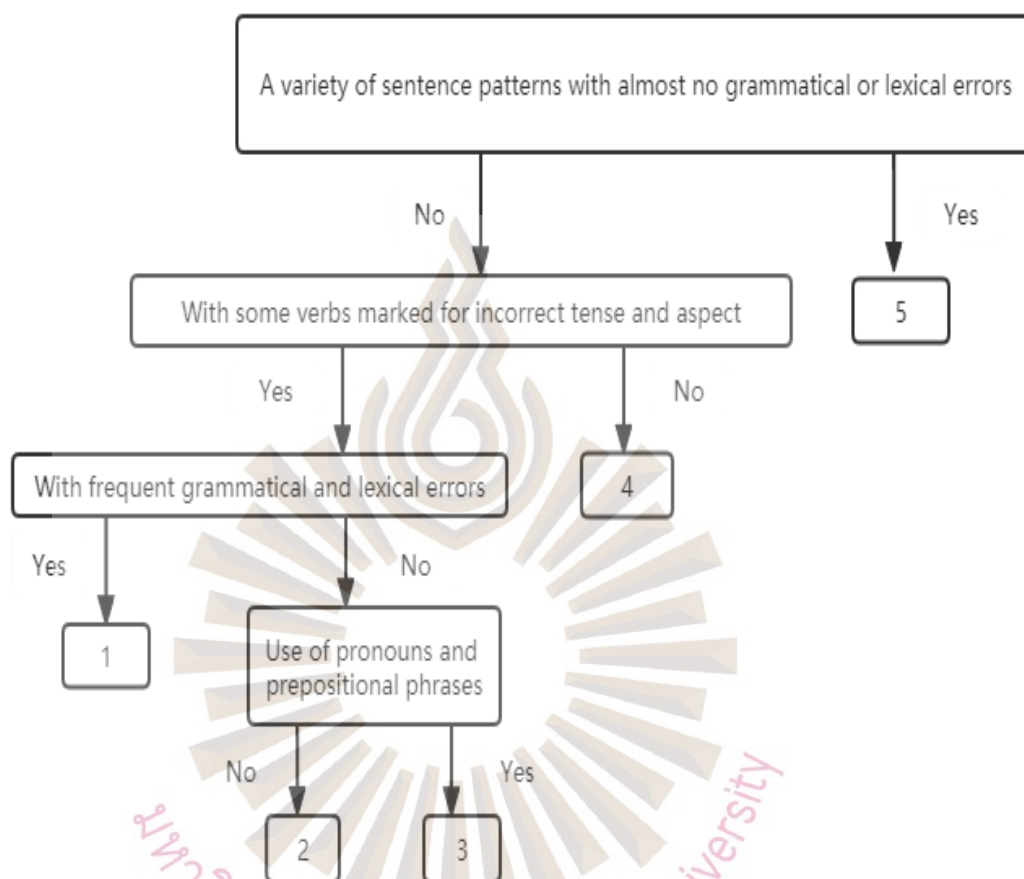 A variety of sentence patterns with almost no grammatical or lexical errors
No
Yes
With some verbs marked for incorrect tense and aspect
5
Yes
No
With frequent grammatical and lexical errors
4
Yes
No
1
Use of pronouns and
prepositional phrases
No
Yes
2
3